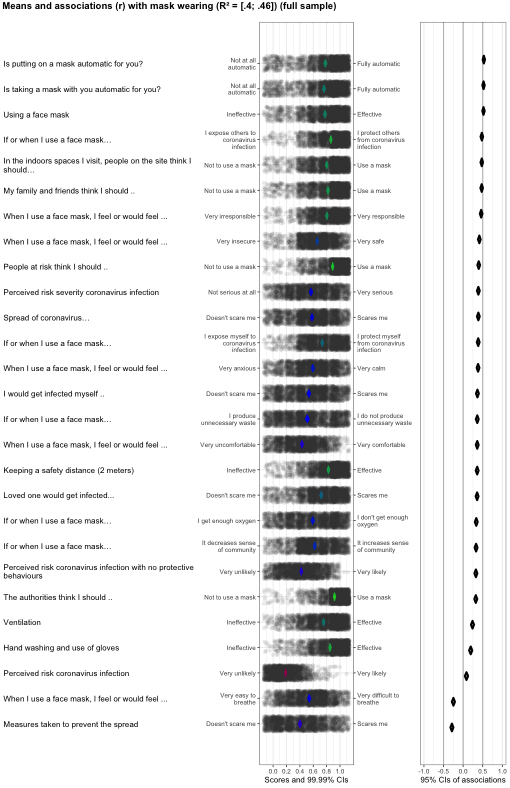 Means and associations (r) with mask wearing (R² = [.4; .46]) (full sample)
Is putting on a mask automatic for you?
Not at all
automatic
Fully automatic
Is taking a mask with you automatic for you?
Not at all
automatic
Fully automatic
Using a face mask
Ineffective
Effective
If or when I use a face mask…
I expose others to
coronavirus
infection
I protect others
from coronavirus
infection
In the indoors spaces I visit, people on the site think I
should…
Not to use a mask
Use a mask
My family and friends think I should ..
Not to use a mask
Use a mask
When I use a face mask, I feel or would feel ...
Very irresponsible
Very responsible
When I use a face mask, I feel or would feel ...
Very insecure
Very safe
People at risk think I should ..
Not to use a mask
Use a mask
Perceived risk severity coronavirus infection
Not serious at all
Very serious
Spread of coronavirus…
Doesn't scare me
Scares me
If or when I use a face mask…
I expose myself to
coronavirus
infection
I protect myself
from coronavirus
infection
When I use a face mask, I feel or would feel ...
Very anxious
Very calm
I would get infected myself ..
Doesn't scare me
Scares me
If or when I use a face mask…
I produce
unnecessary waste
I do not produce
unnecessary waste
When I use a face mask, I feel or would feel ...
Very uncomfortable
Very comfortable
Keeping a safety distance (2 meters)
Ineffective
Effective
Loved one would get infected...
Doesn't scare me
Scares me
If or when I use a face mask…
I get enough oxygen
I don't get enough
oxygen
If or when I use a face mask…
It decreases sense
of community
It increases sense
of community
Perceived risk coronavirus infection with no protective
behaviours
Very unlikely
Very likely
The authorities think I should ..
Not to use a mask
Use a mask
Ventilation
Ineffective
Effective
Hand washing and use of gloves
Ineffective
Effective
Perceived risk coronavirus infection
Very unlikely
Very likely
When I use a face mask, I feel or would feel ...
Very easy to
breathe
Very difficult to
breathe
Measures taken to prevent the spread
Doesn't scare me
Scares me
0.0 0.2 0.4 0.6 0.8 1.0
Scores and 99.99% CIs
-1.0 -0.5 0.0 0.5 1.0
95% CIs of associations